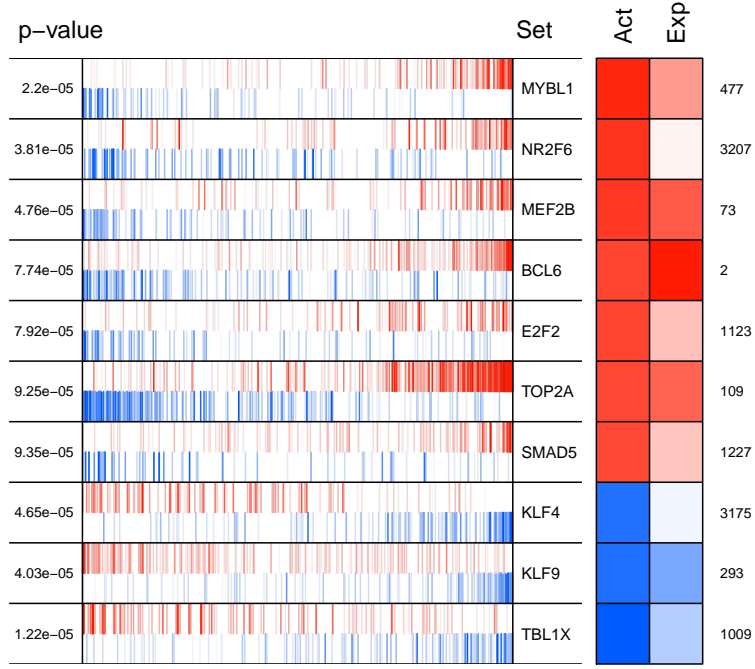 p-value Set Act Exp
2.2e-05 MYBL1 477
3.81e-05 NR2F6 3207
4.76e-05 MEF2B 73
7.74e-05 BCL6 2
7.92e-05 E2F2 1123
9.25e-05 TOP2A 109
9.35e-05 SMAD5 1227
4.65e-05 KLF4 3175
4.03e-05 KLF9 293
1.22e-05 TBL1X 1009